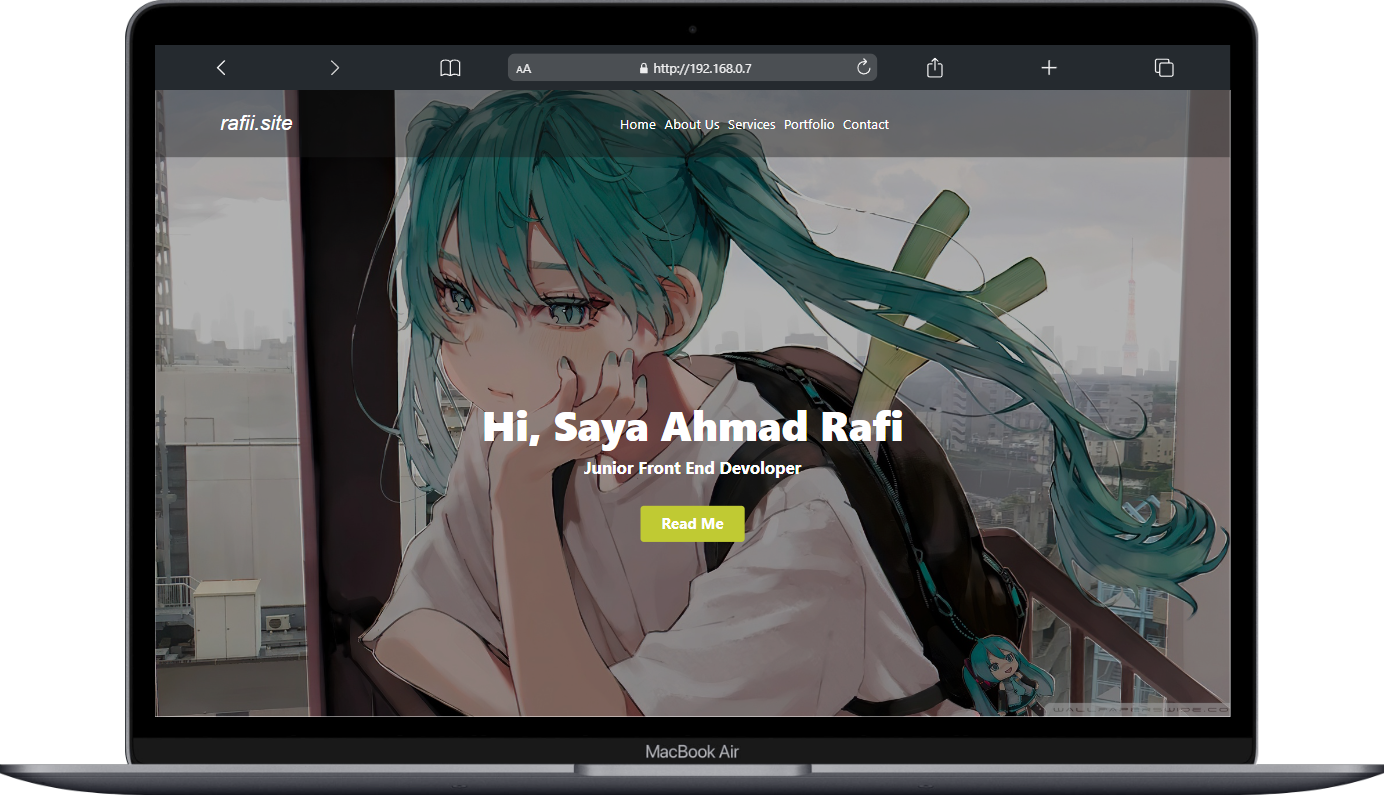 AA http://192.168.0.7
rafii.site Home About Us Services Portfolio Contact
Hi, Saya Ahmad Rafi
Junior Front End Devoloper
Read Me
WALLPAPERSWIDE.CO
MacBook Air